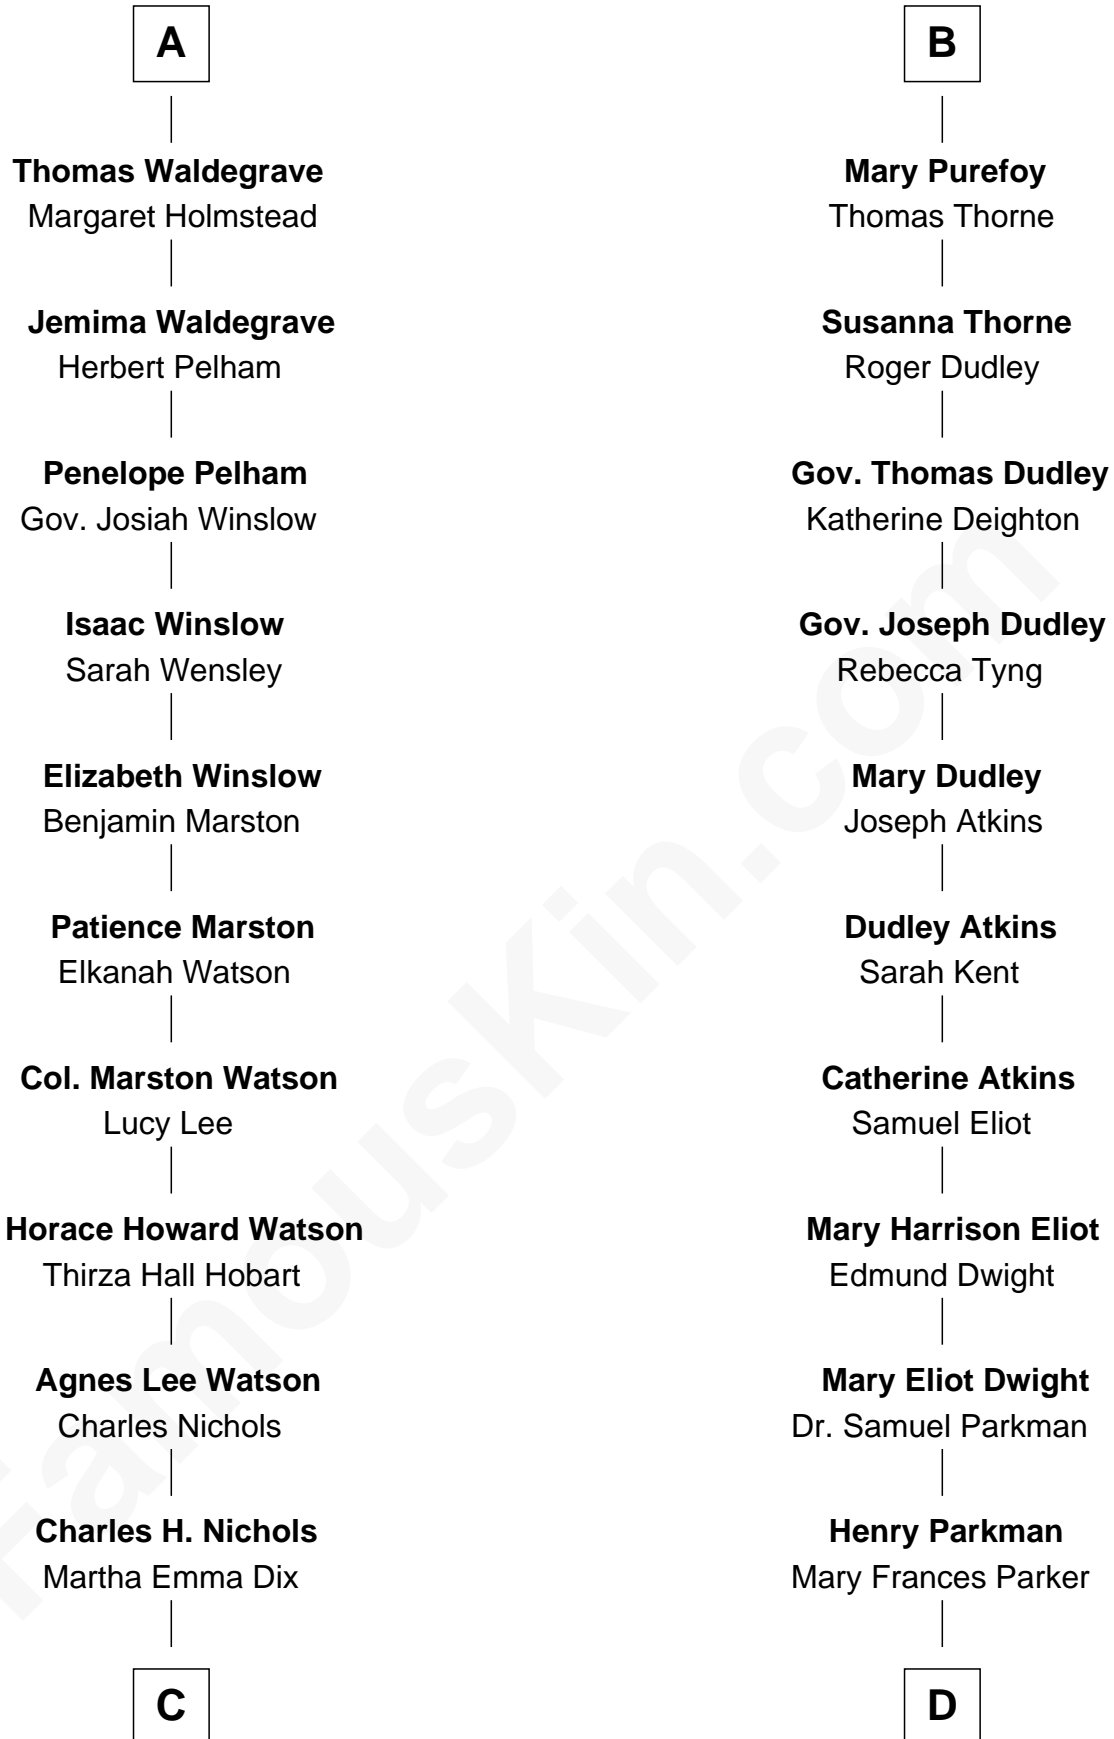 A
Thomas Waldegrave
Margaret Holmstead
Jemima Waldegrave
Herbert Pelham
Penelope Pelham
Gov. Josiah Winslow
Isaac Winslow
Sarah Wensley
Elizabeth Winslow
Benjamin Marston
Patience Marston
Elkanah Watson
Col. Marston Watson
Lucy Lee
Horace Howard Watson
Thirza Hall Hobart
Agnes Lee Watson
Charles Nichols
Charles H. Nichols
Martha Emma Dix
C
B
Mary Purefoy
Thomas Thorne
Susanna Thorne
Roger Dudley
Gov. Thomas Dudley
Katherine Deighton
Gov. Joseph Dudley
Rebecca Tyng
Mary Dudley
Joseph Atkins
Dudley Atkins
Sarah Kent
Catherine Atkins
Samuel Eliot
Mary Harrison Eliot
Edmund Dwight
Mary Eliot Dwight
Dr. Samuel Parkman
Henry Parkman
Mary Frances Parker
D
FamousKin.com